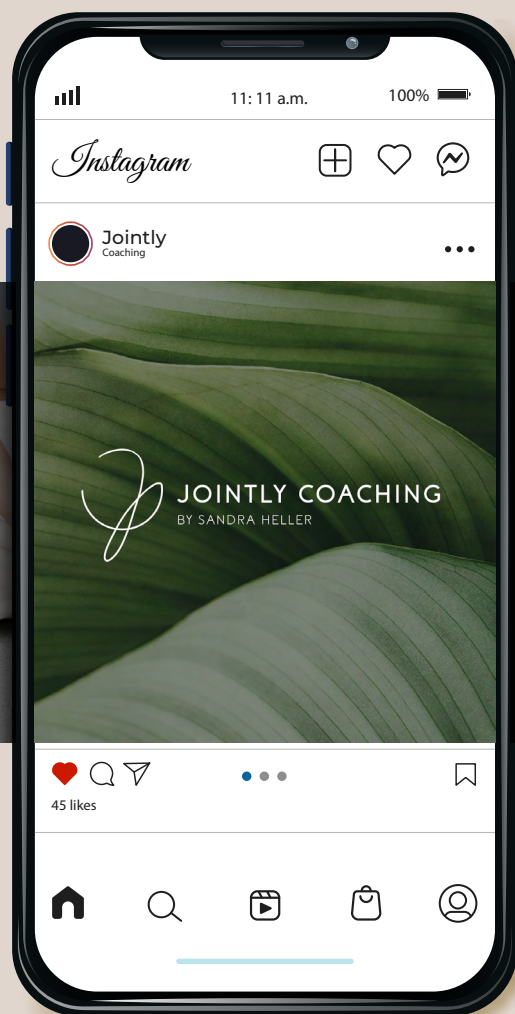 11: 11 a.m.
100%
Instagram
Jointly
Coaching
JOINTLY COACHING
BY SANDRA HELLER
45 likes